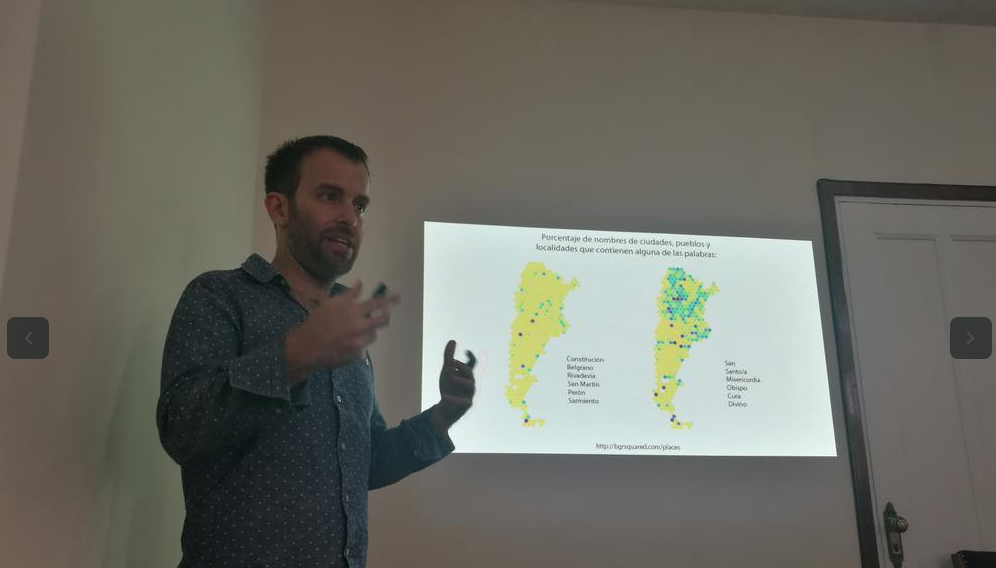 Porcentaje de nombres de ciudades, pueblos y
localidades que contienen alguna de las palabras:
Constitución
Belgrano
Rivadavia
San Martín
Perón
Sarmiento
San
Santo/a
Misericordia
Obispo
Cura
Divino
http://bgrsquared.com/places